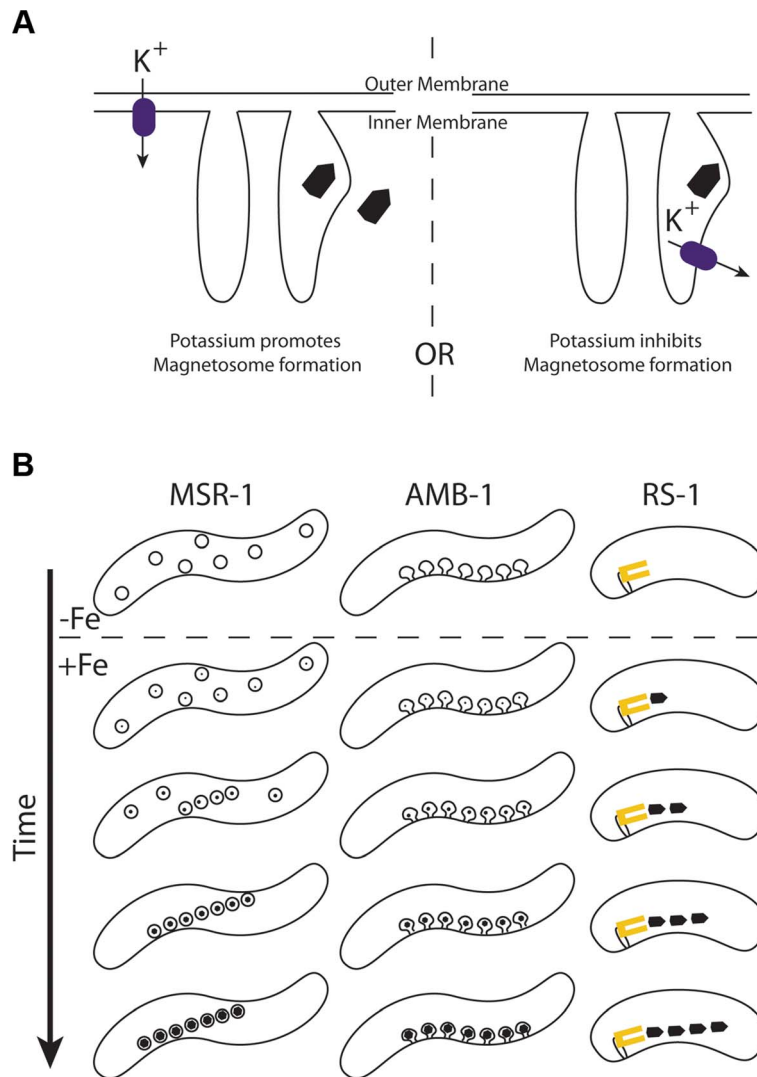 A
K+
Outer Membrane
Inner Membrane
K+
Potassium promotes
Magnetosome formation
OR
Potassium inhibits
Magnetosome formation
B
MSR-1
AMB-1
RS-1
-Fe
+Fe
Time